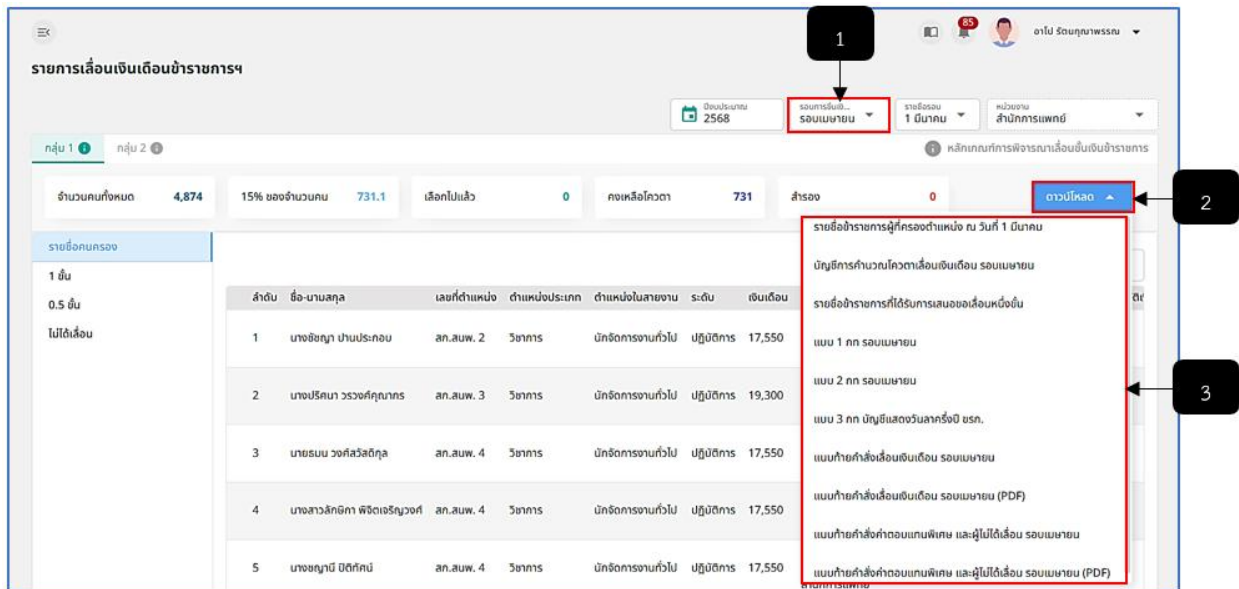 1
85
อาโป รัตนคุณาพรรณ
รายการเลื่อนเงินเดือนข้าราชการฯ
ปีงบประมาณ
2568
รอบการขึ้นเงิ...
รอบเมษายน
รายชื่อรอบ
1 มีนาคม
หน่วยงาน
สำนักการแพทย์
กลุ่ม 1 กลุ่ม 2 หลักเกณฑ์การพิจารณาเลื่อนขั้นเงินข้าราชการ
จำนวนคนทั้งหมด 4,874 15% ของจำนวนคน 731.1 เลือกไปแล้ว 0 คงเหลือโควตา 731 สำรอง 0 ดาวน์โหลด
2
รายชื่อคนครอง
1 ขั้น
0.5 ขั้น
ไม่ได้เลื่อน
รายชื่อข้าราชการผู้ที่ครองตำแหน่ง ณ วันที่ 1 มีนาคม
บัญชีการคำนวณโควตาเลื่อนเงินเดือน รอบเมษายน
รายชื่อข้าราชการที่ได้รับการเสนอขอเลื่อนหนึ่งขั้น
แบบ 1 กท รอบเมษายน
แบบ 2 กท รอบเมษายน
แบบ 3 กท บัญชีแสดงวันลาครึ่งปี ขรก.
แนบท้ายคำสั่งเลื่อนเงินเดือน รอบเมษายน
แนบท้ายคำสั่งเลื่อนเงินเดือน รอบเมษายน (PDF)
แนบท้ายคำสั่งค่าตอบแทนพิเศษ และผู้ไม่ได้เลื่อน รอบเมษายน
แนบท้ายคำสั่งค่าตอบแทนพิเศษ และผู้ไม่ได้เลื่อน รอบเมษายน (PDF)
3
ลำดับ ชื่อ-นามสกุล เลขที่ตำแหน่ง ตำแหน่งประเภท ตำแหน่งในสายงาน ระดับ เงินเดือน
1 นางชัชญา ปานประกอบ สก.สนพ. 2 วิชาการ นักจัดการงานทั่วไป ปฏิบัติการ 17,550
2 นางปริศนา วรวงศ์คุณากร สก.สนพ. 3 วิชาการ นักจัดการงานทั่วไป ปฏิบัติการ 19,300
3 นายธมน วงศ์สวัสดิกุล สก.สนพ. 4 วิชาการ นักจัดการงานทั่วไป ปฏิบัติการ 17,550
4 นางสาวลักษิกา พิจิตเจริญวงศ์ สก.สนพ. 4 วิชาการ นักจัดการงานทั่วไป ปฏิบัติการ 17,550
5 นางชญานี ปิติทัศน์ สก.สนพ. 4 วิชาการ นักจัดการงานทั่วไป ปฏิบัติการ 17,550
สำนักการแพทย์